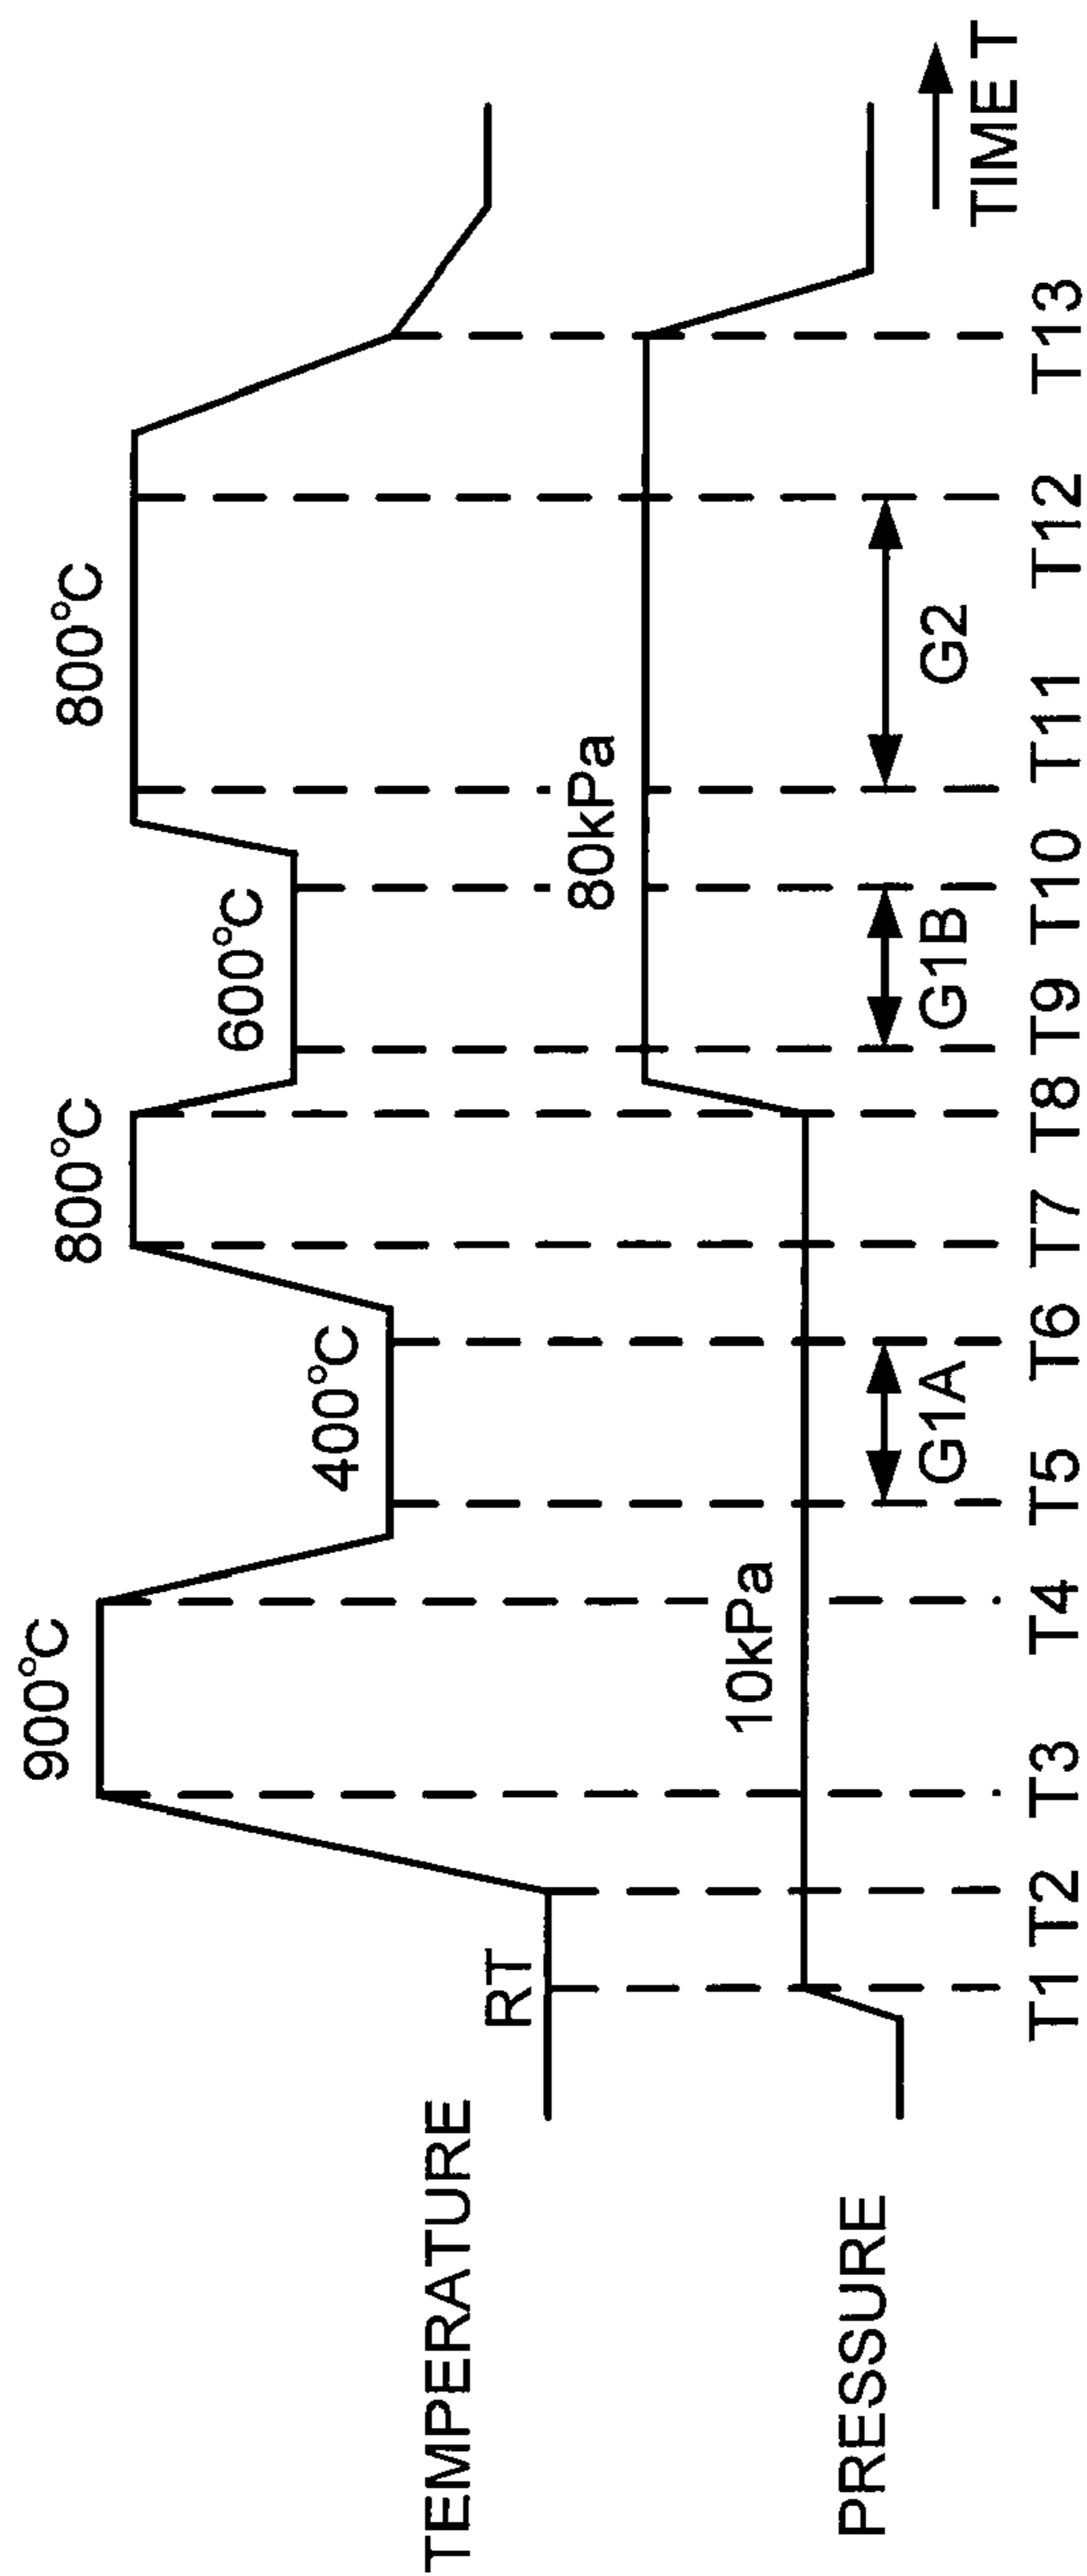 900°C
800°C
800°C
600°C
400°C
RT
TEMPERATURE
80kPa
10kPa
PRESSURE
G1A
G1B
G2
TIME T
T1 T2 T3 T4 T5 T6 T7 T8 T9 T10 T11 T12 T13